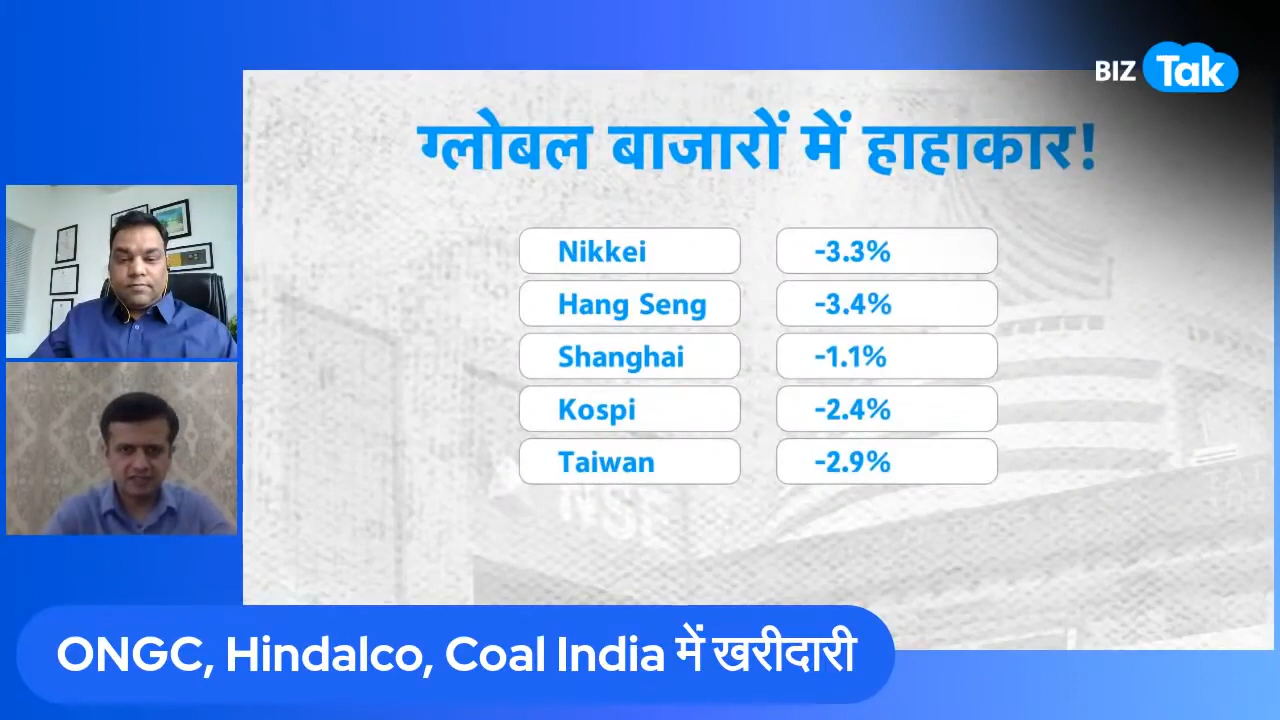 BIZ Tak
ग्लोबल बाजारों में हाहाकार!
Nikkei -3.3%
Hang Seng -3.4%
Shanghai -1.1%
Kospi -2.4%
Taiwan -2.9%
NSE
ONGC, Hindalco, Coal India में खरीदारी